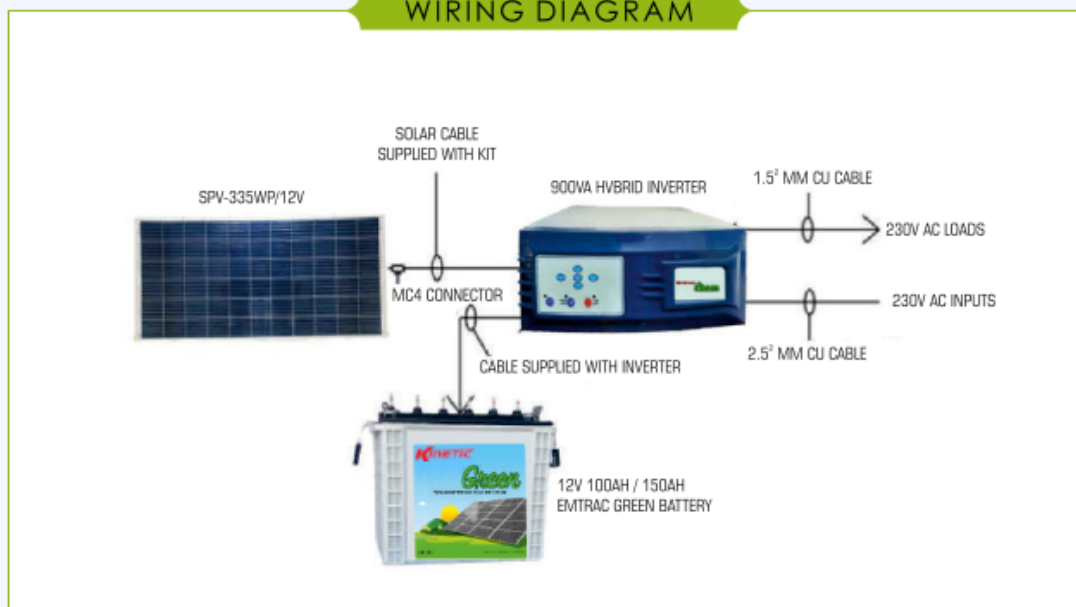 WIRING DIAGRAM
SOLAR CABLE
SUPPLIED WITH KIT
SPV-335WP/12V
900VA HVBRID INVERTER
1.5² MM CU CABLE
230V AC LOADS
MC4 CONNECTOR
230V AC INPUTS
2.5² MM CU CABLE
CABLE SUPPLIED WITH INVERTER
KINETIC
Green
Green
12V 100AH / 150AH
EMTRAC GREEN BATTERY